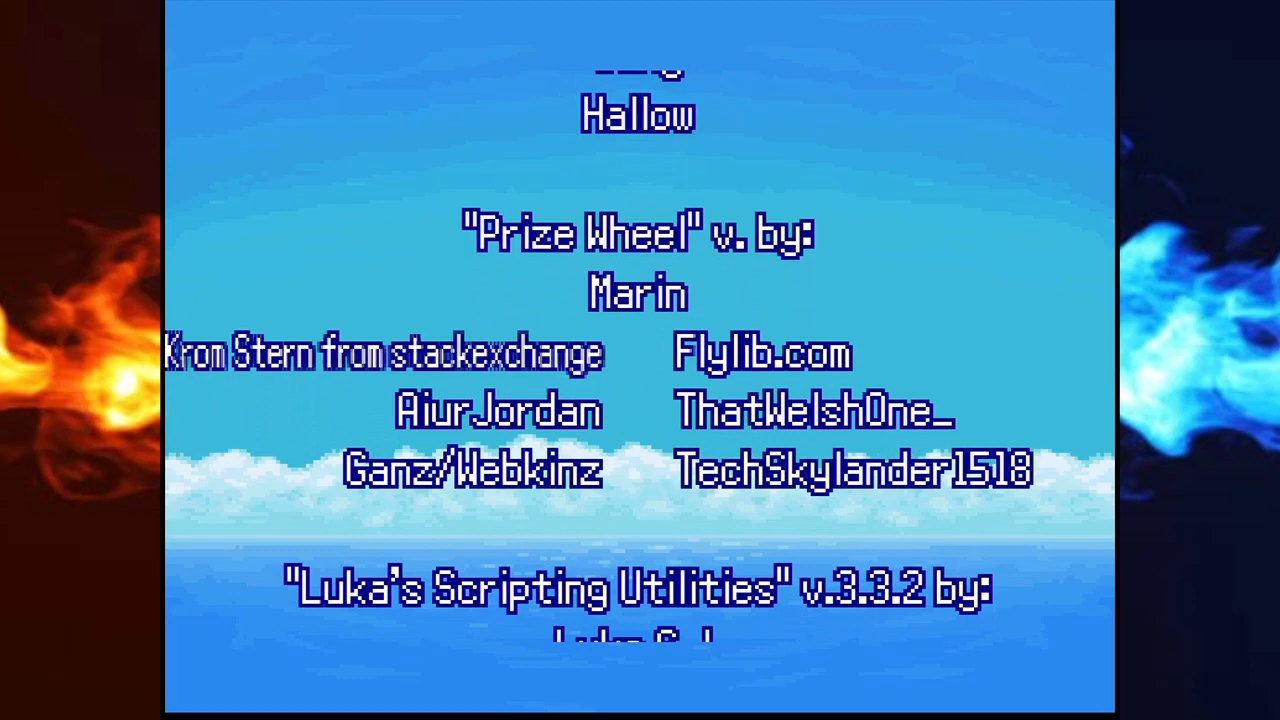 Hallow
"Prize Wheel" v. by:
Marin
Krom Stern from stackexchange Flylib.com
AiurJordan ThatWelshOne_
Ganz/Webkinz TechSkylander1518
"Luka's Scripting Utilities" v.3.3.2 by: